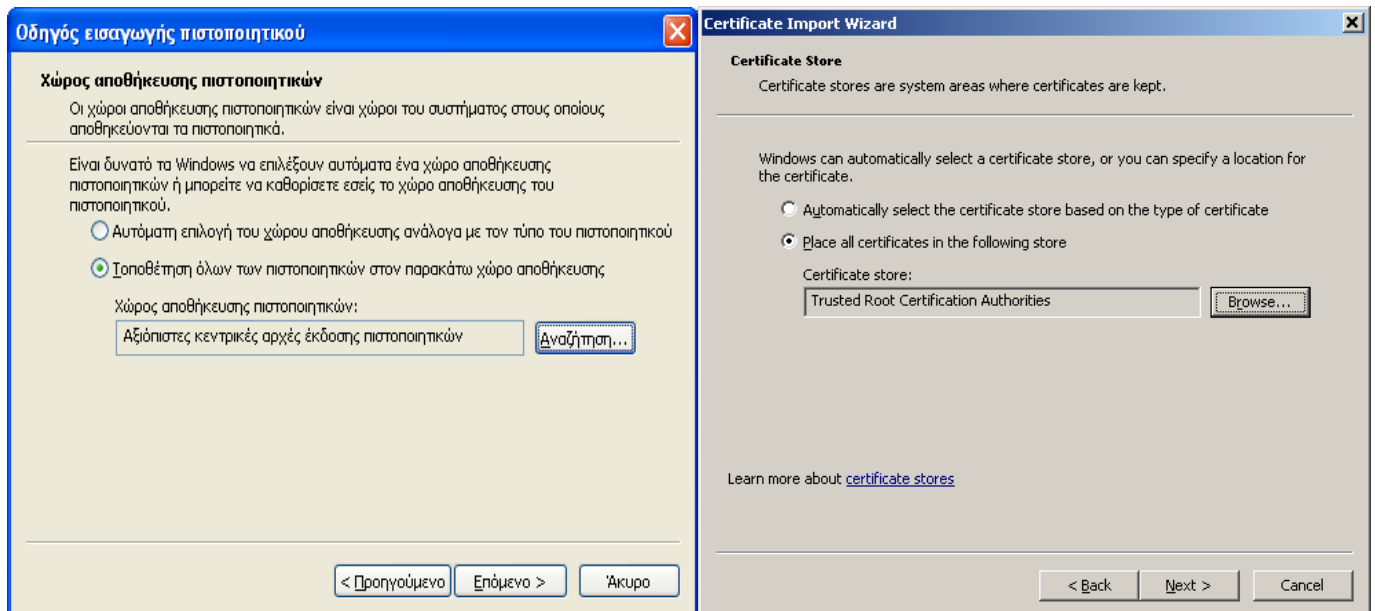 Οδηγός εισαγωγής πιστοποιητικού
Χώρος αποθήκευσης πιστοποιητικών
Οι χώροι αποθήκευσης πιστοποιητικών είναι χώροι του συστήματος στους οποίους
αποθηκεύονται τα πιστοποιητικά.
Είναι δυνατό τα Windows να επιλέξουν αυτόματα ένα χώρο αποθήκευσης
πιστοποιητικών ή μπορείτε να καθορίσετε εσείς το χώρο αποθήκευσης του
πιστοποιητικού.
Αυτόματη επιλογή του χώρου αποθήκευσης ανάλογα με τον τύπο του πιστοποιητικού
Τοποθέτηση όλων των πιστοποιητικών στον παρακάτω χώρο αποθήκευσης
Χώρος αποθήκευσης πιστοποιητικών:
Αξιόπιστες κεντρικές αρχές έκδοσης πιστοποιητικών
Αναζήτηση...
< Προηγούμενο
Επόμενο >
Άκυρο
Certificate Import Wizard
Certificate Store
Certificate stores are system areas where certificates are kept.
Windows can automatically select a certificate store, or you can specify a location for
the certificate.
Automatically select the certificate store based on the type of certificate
Place all certificates in the following store
Certificate store:
Trusted Root Certification Authorities
Browse...
Learn more about certificate stores
< Back
Next >
Cancel